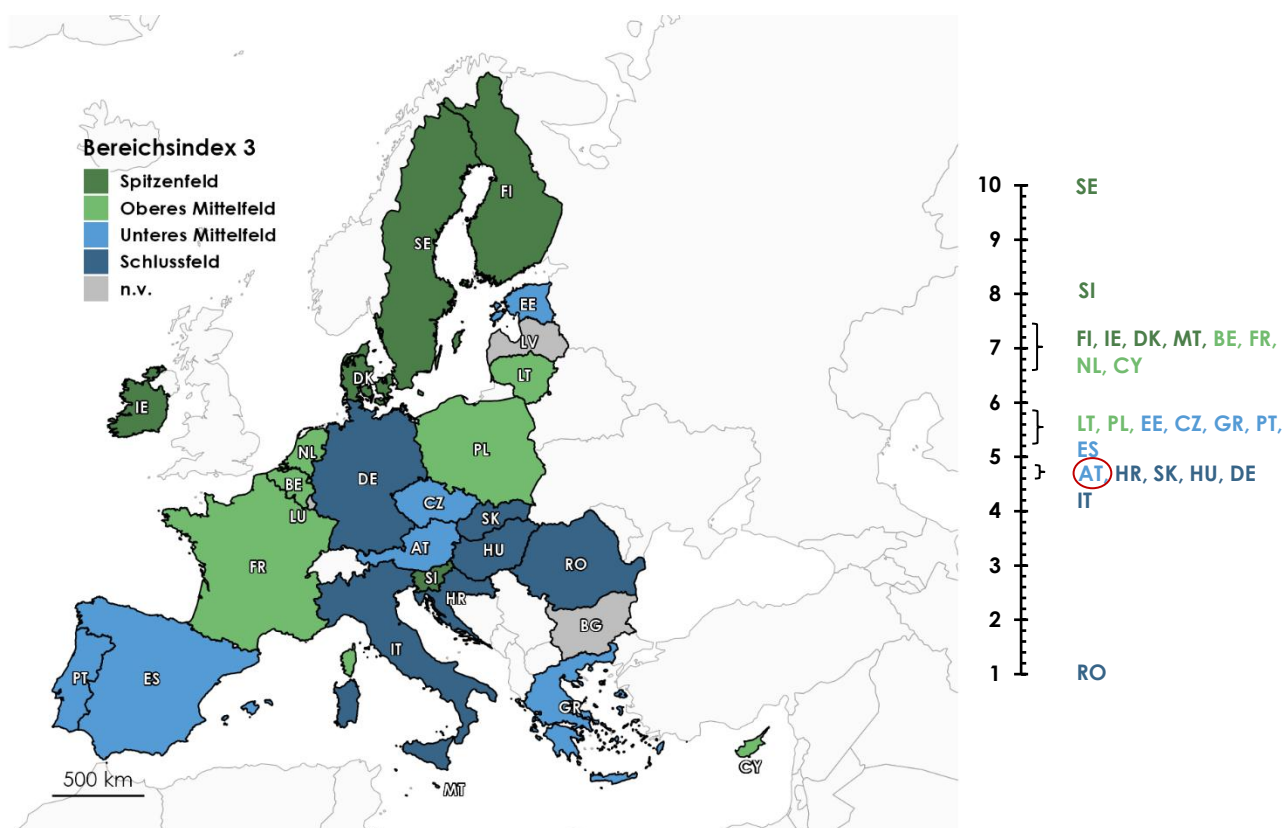 Bereichsindex 3
Spitzenfeld
Oberes Mittelfeld
Unteres Mittelfeld
Schlussfeld
n.v.
FI
SE
EE
LV
LT
DK
IE
NL
PL
DE
BE
CZ
LU
SK
AT
HU
FR
RO
SI
HR
BG
IT
PT
ES
GR
CY
MT
500 km
10
SE
9
8
SI
7
FI, IE, DK, MT, BE, FR,
NL, CY
6
LT, PL, EE, CZ, GR, PT,
ES
5
AT, HR, SK, HU, DE
IT
4
3
2
1
RO